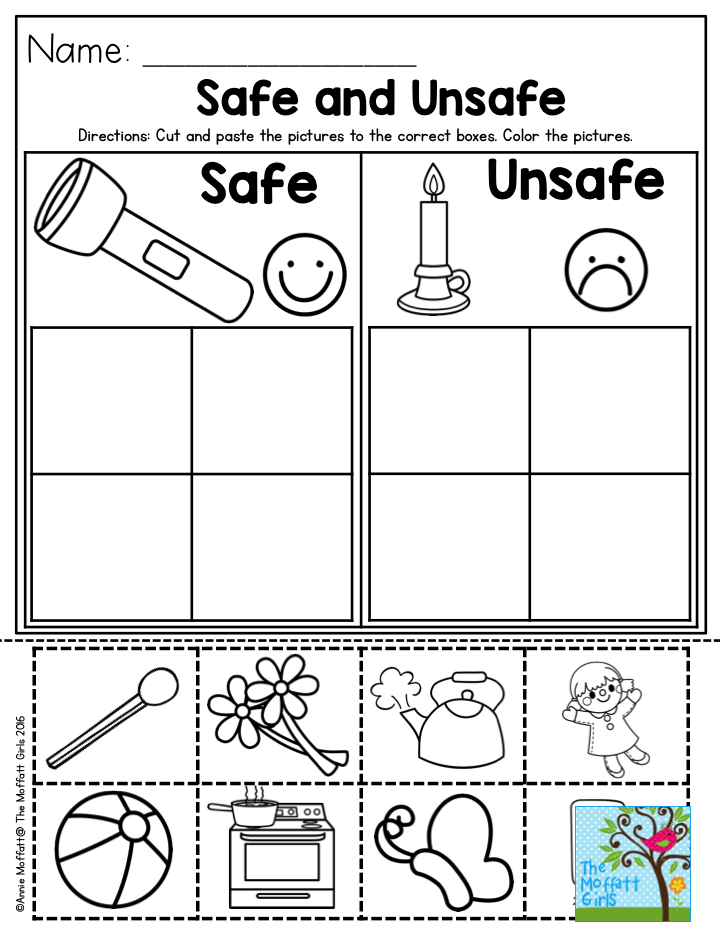 Name: ____________________
Safe and Unsafe
Directions: Cut and paste the pictures to the correct boxes. Color the pictures.
Safe
Unsafe
©Annie Moffatt@ The Moffatt Girls 2016
The
Moffatt
Girls